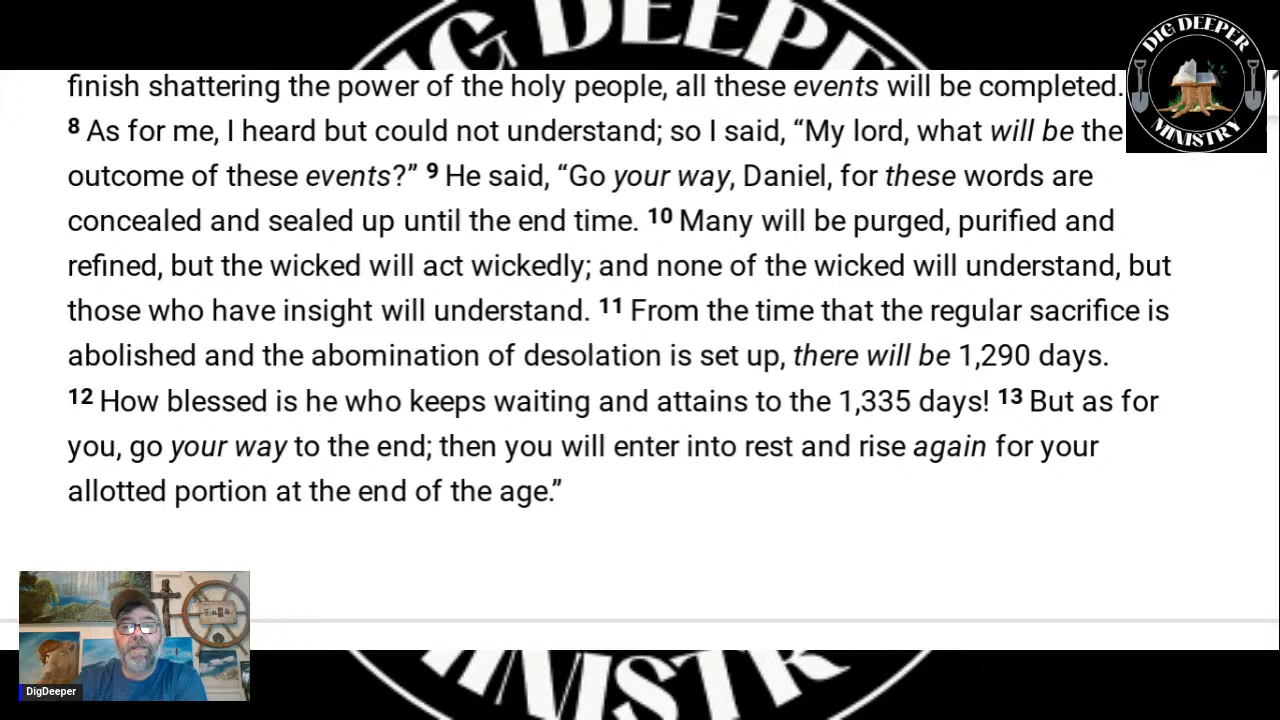 DIG DEEPER
DIG DEEPER
MINISTRY
finish shattering the power of the holy people, all these events will be completed.
8 As for me, I heard but could not understand; so I said, “My lord, what will be the
outcome of these events?” 9 He said, “Go your way, Daniel, for these words are
concealed and sealed up until the end time. 10 Many will be purged, purified and
refined, but the wicked will act wickedly; and none of the wicked will understand, but
those who have insight will understand. 11 From the time that the regular sacrifice is
abolished and the abomination of desolation is set up, there will be 1,290 days.
12 How blessed is he who keeps waiting and attains to the 1,335 days! 13 But as for
you, go your way to the end; then you will enter into rest and rise again for your
allotted portion at the end of the age.”
DigDeeper